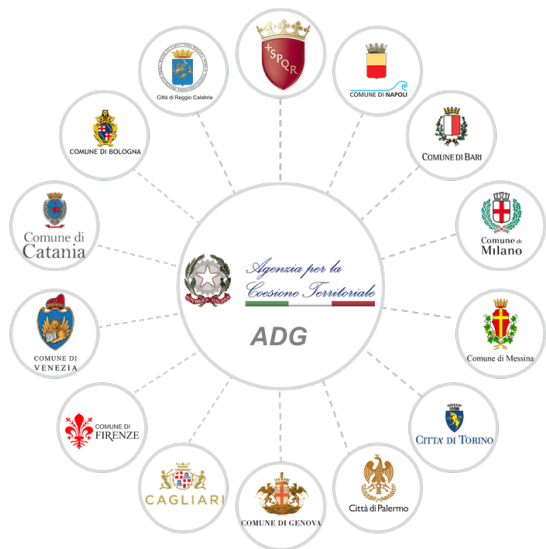 +SPQR
COMUNE DI NAPOLI
COMUNE DI BARI
Comune di
Milano
Comune di Messina
CITTA' DI TORINO
Città di Palermo
COMUNE DI GENOVA
CAGLIARI
COMUNE DI
FIRENZE
COMUNE DI
VENEZIA
Comune di
Catania
COMUNE DI BOLOGNA
Città di Reggio Calabria
Agenzia per la
Coesione Territoriale
ADG